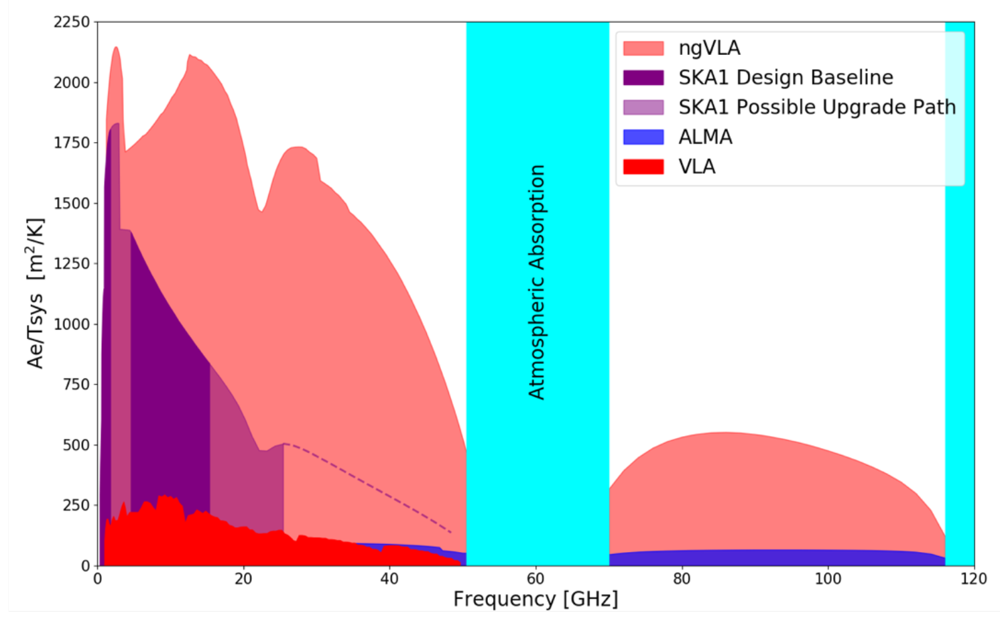 2250
2000
1750
1500
1250
1000
750
500
250
0
Ae/Tsys [m²/K]
0 20 40 60 80 100 120
Frequency [GHz]
Atmospheric Absorption
ngVLA
SKA1 Design Baseline
SKA1 Possible Upgrade Path
ALMA
VLA